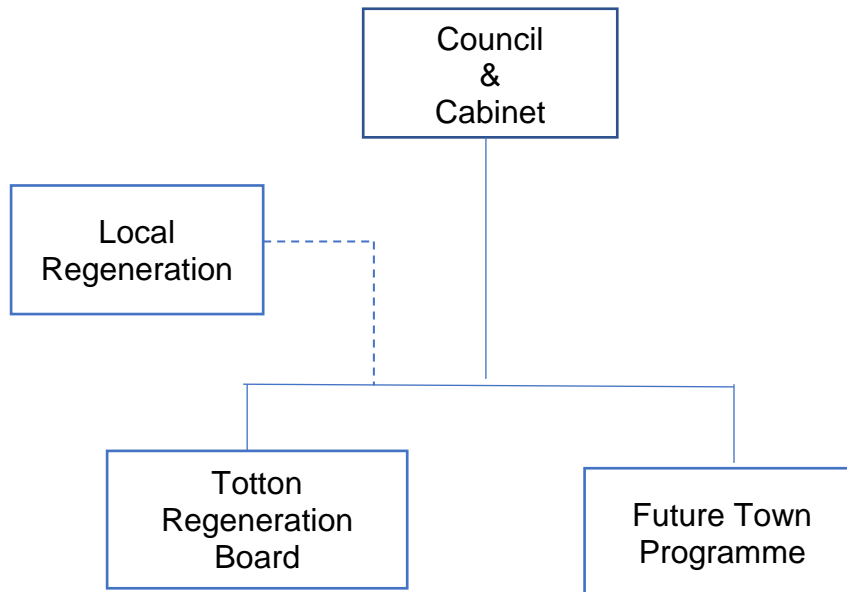 Council
&
Cabinet
Local
Regeneration
Totton
Regeneration
Board
Future Town
Programme